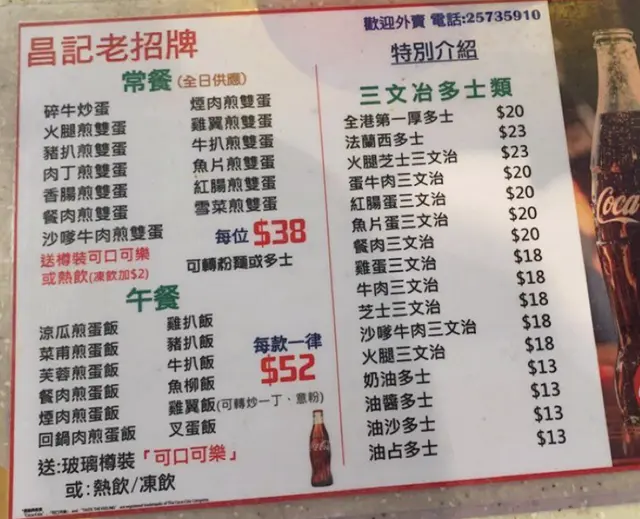 歡迎外賣 電話:25735910
昌記老招牌
常餐(全日供應)
碎牛炒蛋
火腿煎雙蛋
豬扒煎雙蛋
肉丁煎雙蛋
香腸煎雙蛋
餐肉煎雙蛋
沙嗲牛肉煎雙蛋
煙肉煎雙蛋
雞翼煎雙蛋
牛扒煎雙蛋
魚片煎雙蛋
紅腸煎雙蛋
雪菜煎雙蛋
每位 $38
送樽裝可口可樂
或熱飲(凍飲加$2)
可轉粉麵或多士
午餐
涼瓜煎蛋飯
菜甫煎蛋飯
芙蓉煎蛋飯
餐肉煎蛋飯
煙肉煎蛋飯
回鍋肉煎蛋飯
雞扒飯
豬扒飯
牛扒飯
魚柳飯
雞翼飯(可轉炒一丁．意粉)
叉蛋飯
每款一律
$52
送:玻璃樽裝「可口可樂」
或:熱飲/凍飲
特別介紹
三文冶多士類
全港第一厚多士 $20
法蘭西多士 $23
火腿芝士三文治 $23
蛋牛肉三文治 $20
紅腸蛋三文治 $20
魚片蛋三文治 $20
餐肉三文治 $20
雞蛋三文治 $18
牛肉三文治 $18
芝士三文治 $18
沙嗲牛肉三文治 $18
火腿三文治 $18
奶油多士 $13
油醬多士 $13
油沙多士 $13
油占多士 $13
Coca